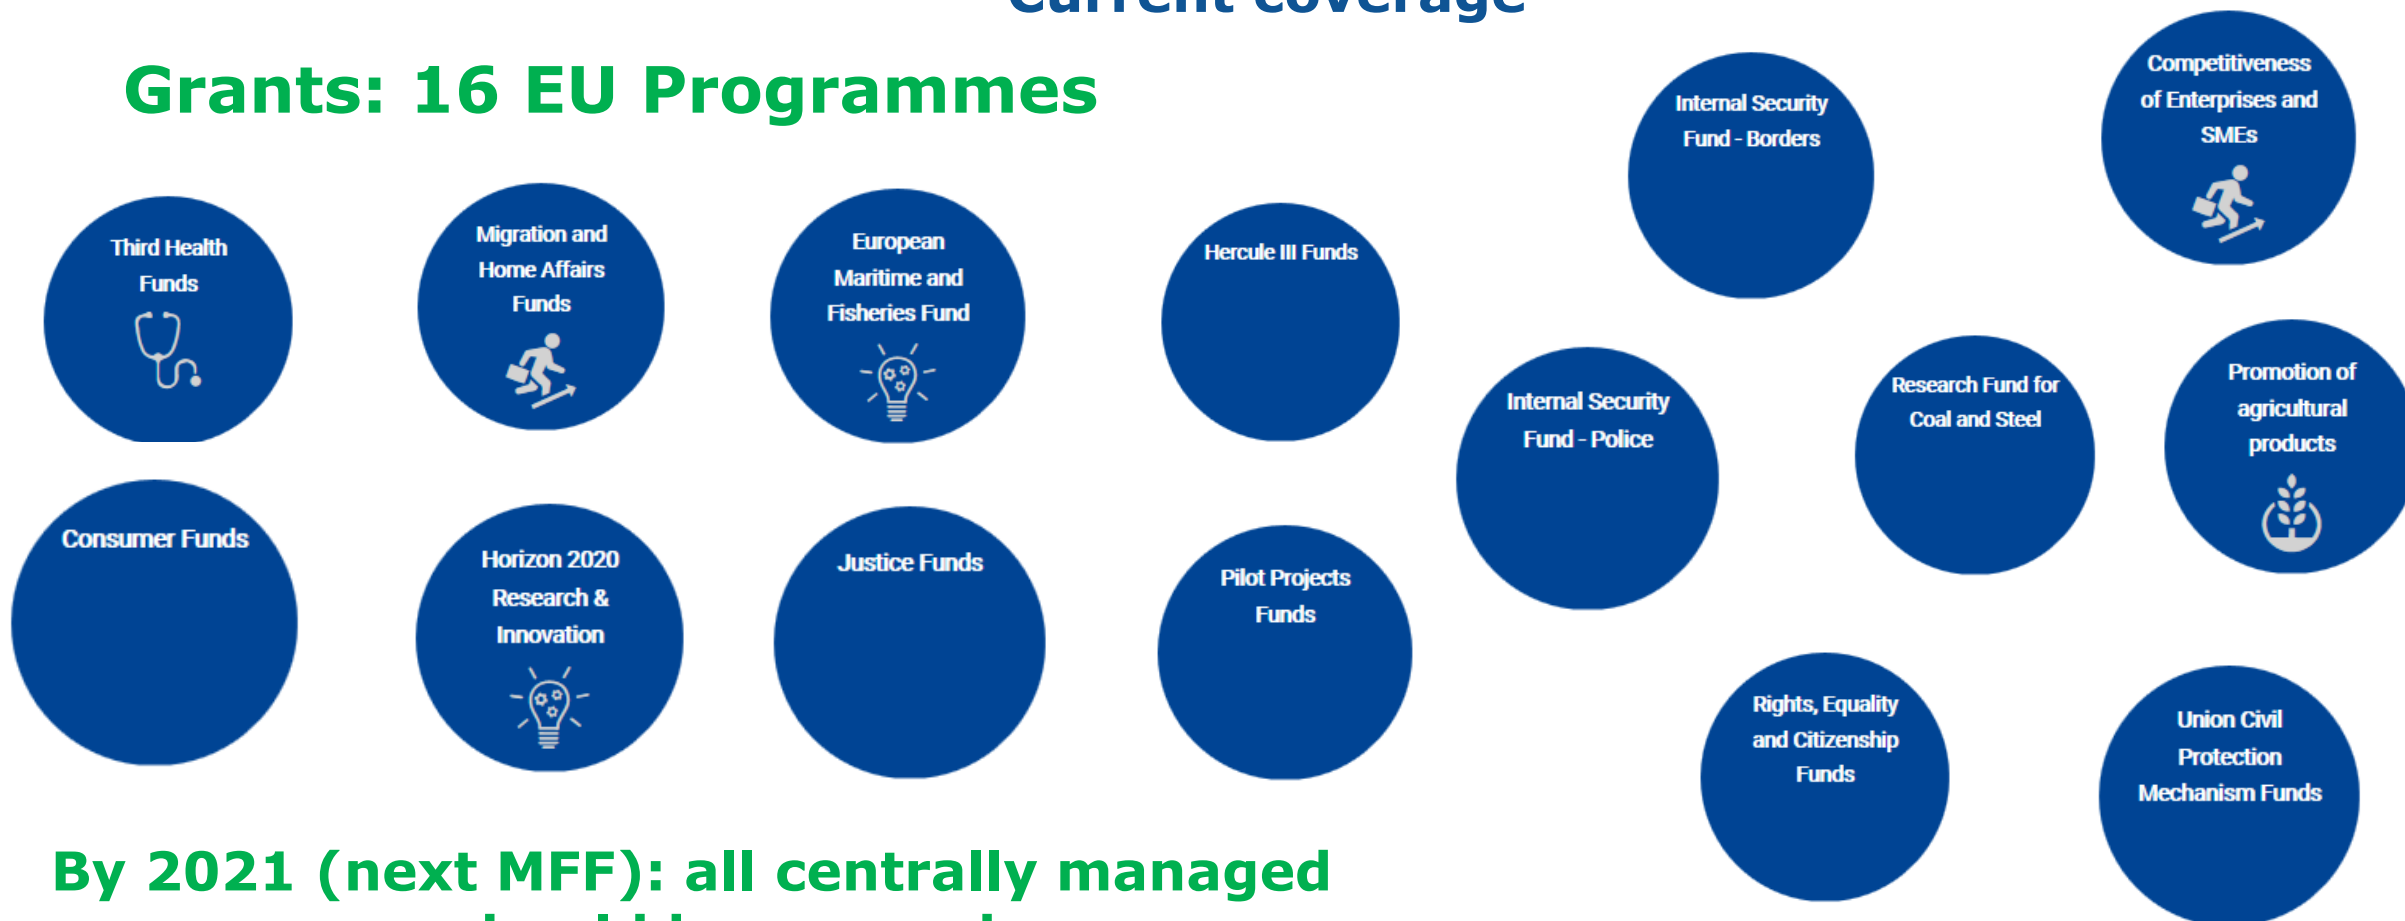 Current coverage
Grants: 16 EU Programmes
Third Health
Funds
Migration and
Home Affairs
Funds
European
Maritime and
Fisheries Fund
Hercule III Funds
Internal Security
Fund - Borders
Competitiveness
of Enterprises and
SMEs
Internal Security
Fund - Police
Research Fund for
Coal and Steel
Promotion of
agricultural
products
Consumer Funds
Horizon 2020
Research &
Innovation
Justice Funds
Pilot Projects
Funds
Rights, Equality
and Citizenship
Funds
Union Civil
Protection
Mechanism Funds
By 2021 (next MFF): all centrally managed